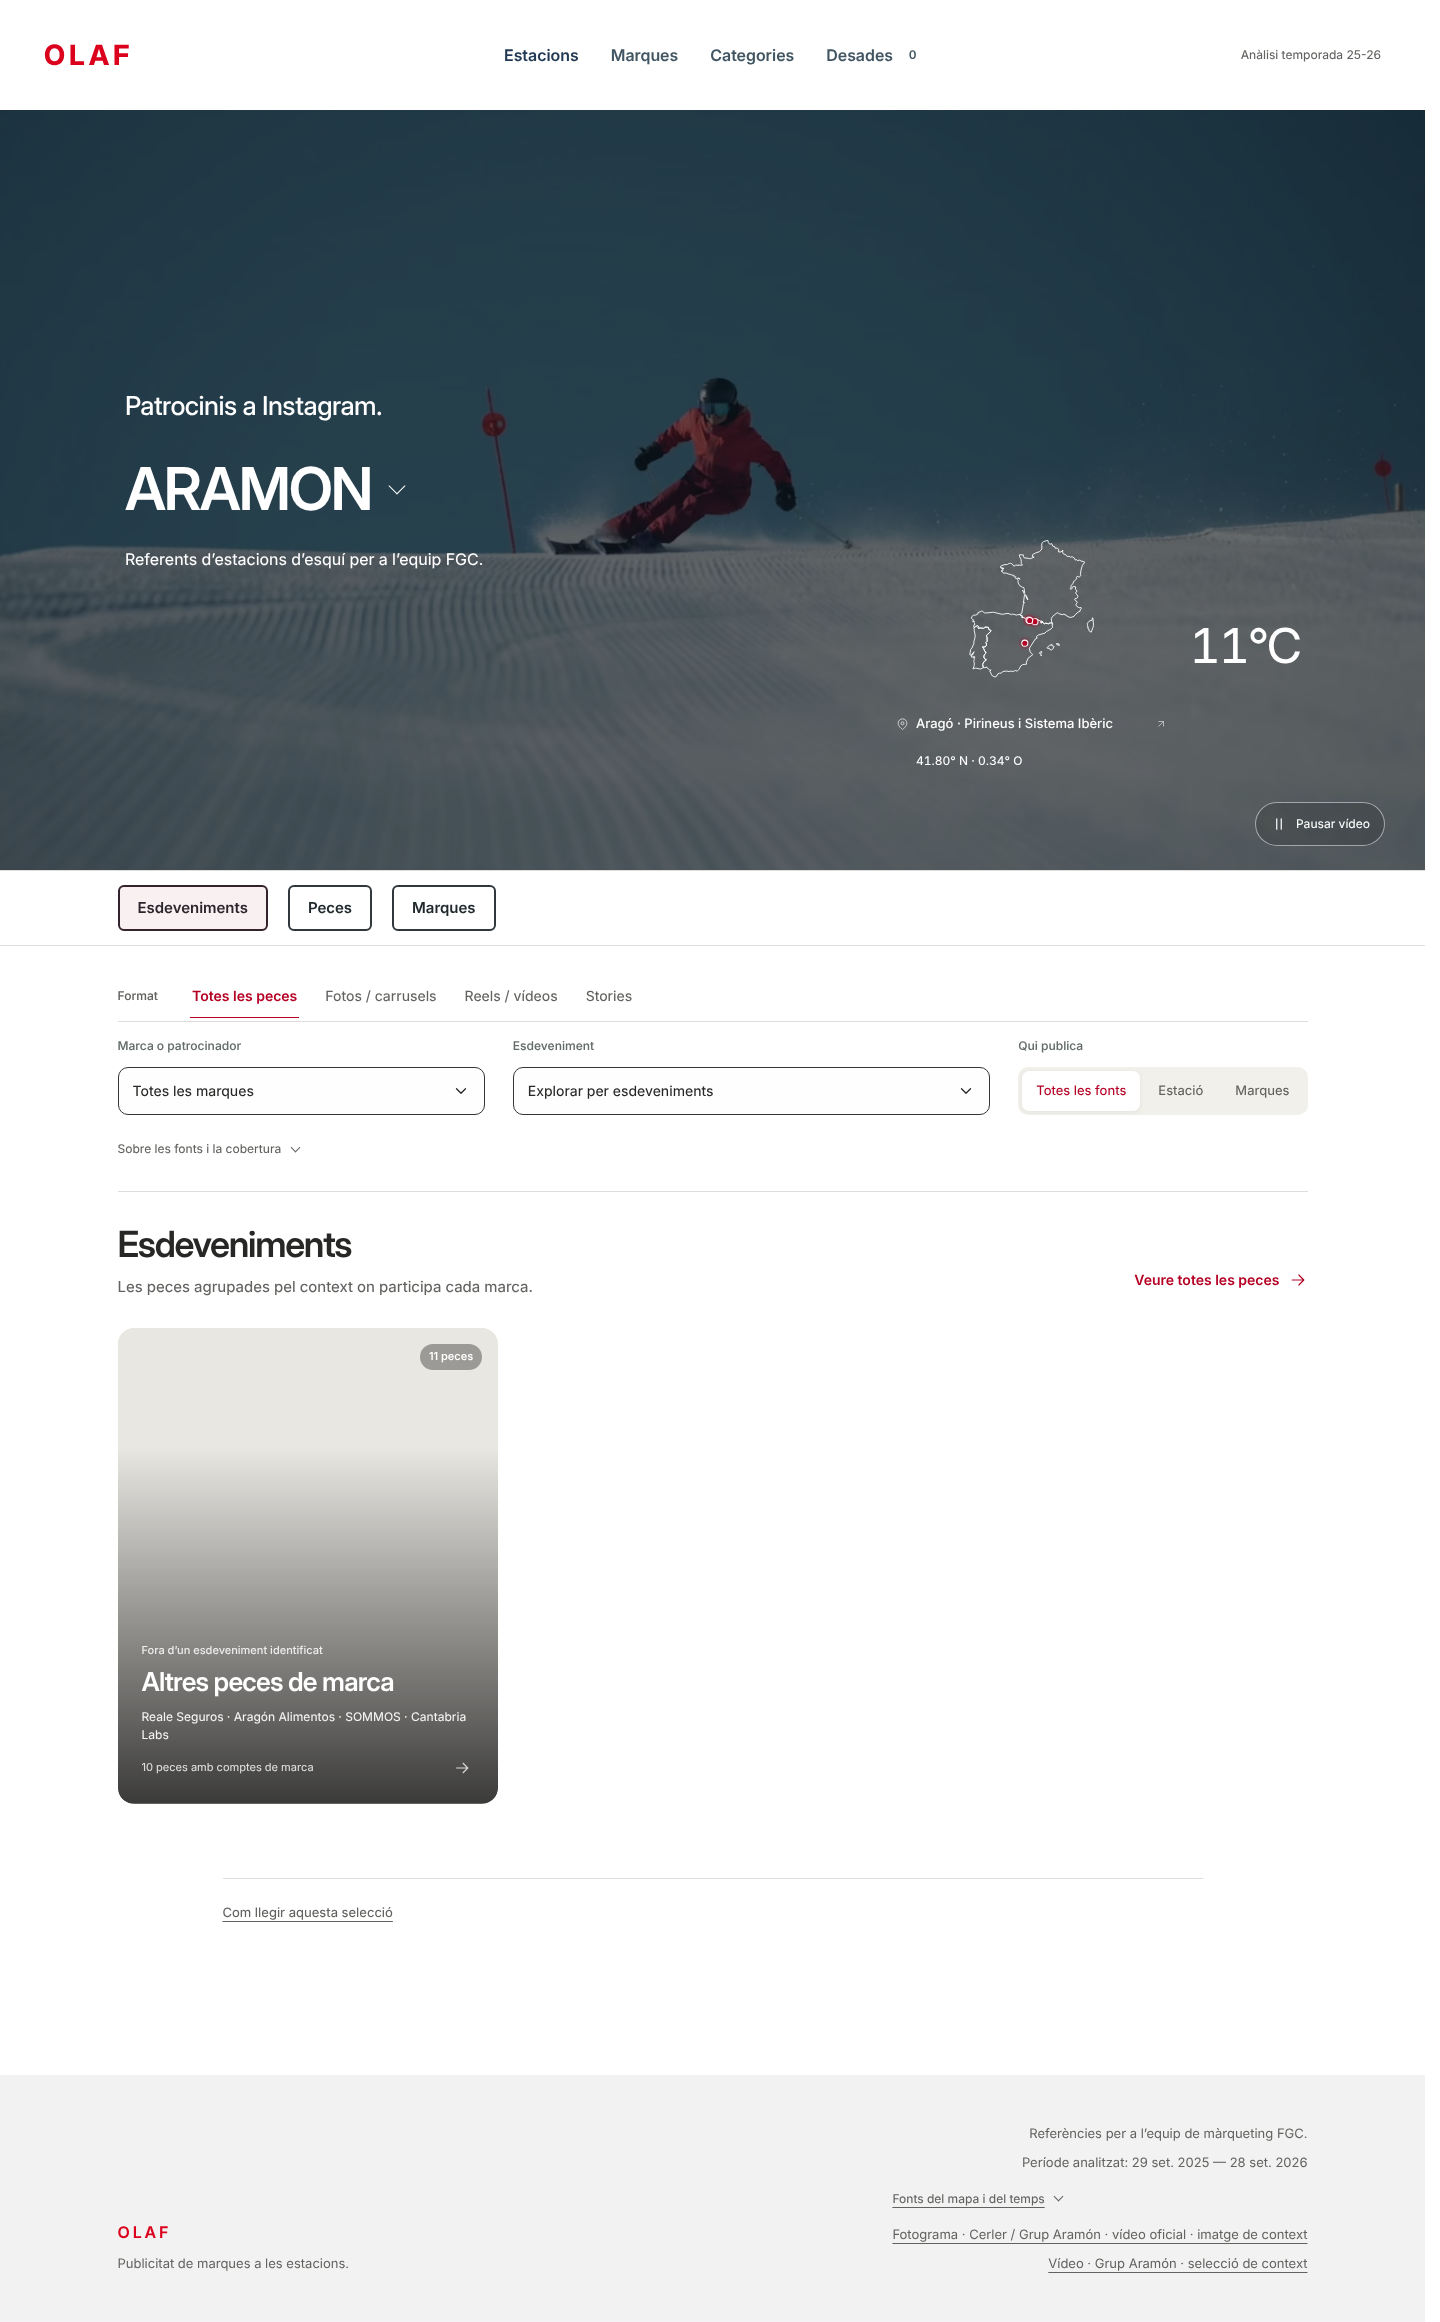 OLAF
Estacions
Marques
Categories
Desades 0
Anàlisi temporada 25-26
Patrocinis a Instagram.
ARAMON
Referents d’estacions d’esquí per a l’equip FGC.
11°C
Aragó · Pirineus i Sistema Ibèric
41.80° N · 0.34° O
Pausar vídeo
Esdeveniments
Peces
Marques
Format
Totes les peces
Fotos / carrusels
Reels / vídeos
Stories
Marca o patrocinador
Totes les marques
Esdeveniment
Explorar per esdeveniments
Qui publica
Totes les fonts
Estació
Marques
Sobre les fonts i la cobertura
Esdeveniments
Les peces agrupades pel context on participa cada marca.
Veure totes les peces
11 peces
Fora d’un esdeveniment identificat
Altres peces de marca
Reale Seguros · Aragón Alimentos · SOMMOS · Cantabria
Labs
10 peces amb comptes de marca
Com llegir aquesta selecció
Referències per a l’equip de màrqueting FGC.
Període analitzat: 29 set. 2025 — 28 set. 2026
Fonts del mapa i del temps
Fotograma · Cerler / Grup Aramón · vídeo oficial · imatge de context
Vídeo · Grup Aramón · selecció de context
OLAF
Publicitat de marques a les estacions.